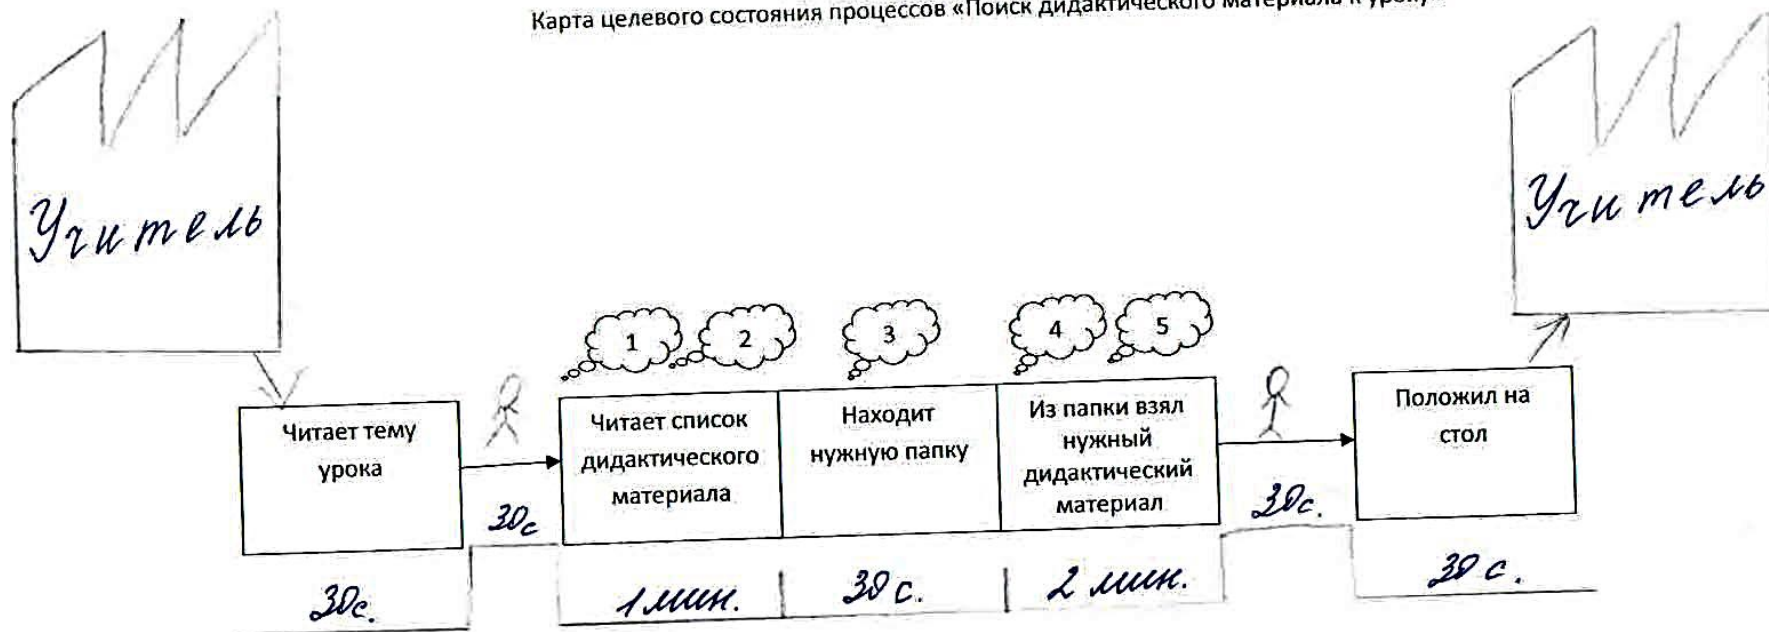 Карта целевого состояния процессов «Поиск дидактического материала к уроку»
Учитель
Учитель
1
2
3
4
5
Читает тему
урока
Читает список
дидактического
материала
Находит
нужную папку
Из папки взял
нужный
дидактический
материал
Положил на
стол
30с
30с.
30с.
1 мин.
30 с.
2 мин.
30 с.